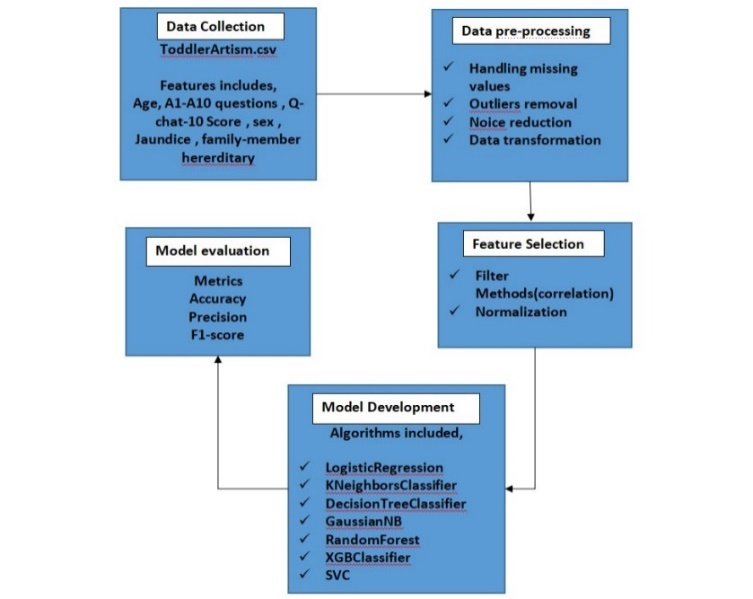 Data Collection
ToddlerArtism.csv
Features includes,
Age, A1-A10 questions , Q-
chat-10 Score , sex ,
Jaundice , family-member
hererditary
Data pre-processing
✓ Handling missing
values
✓ Outliers removal
✓ Noice reduction
✓ Data transformation
Feature Selection
✓ Filter
Methods(correlation)
✓ Normalization
Model Development
Algorithms included,
✓ LogisticRegression
✓ KNeighborsClassifier
✓ DecisionTreeClassifier
✓ GaussianNB
✓ RandomForest
✓ XGBClassifier
✓ SVC
Model evaluation
Metrics
Accuracy
Precision
F1-score